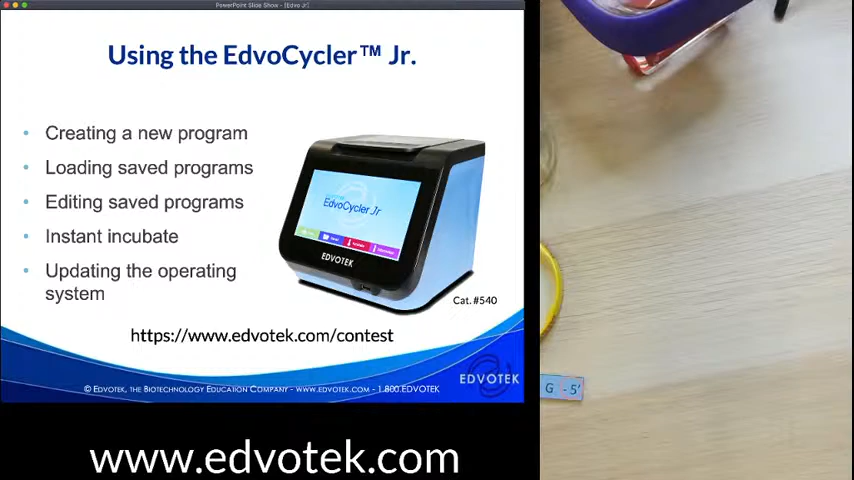 PowerPoint Slide Show - [Edvo Jr]
Using the EdvoCycler™ Jr.
• Creating a new program
• Loading saved programs
• Editing saved programs
• Instant incubate
• Updating the operating
system
EdvoCycler Jr
EDVOTEK
Cat. #540
https://www.edvotek.com/contest
© EDVOTEK, THE BIOTECHNOLOGY EDUCATION COMPANY - WWW.EDVOTEK.COM - 1.800.EDVOTEK
EDVOTEK
G - 5'
www.edvotek.com